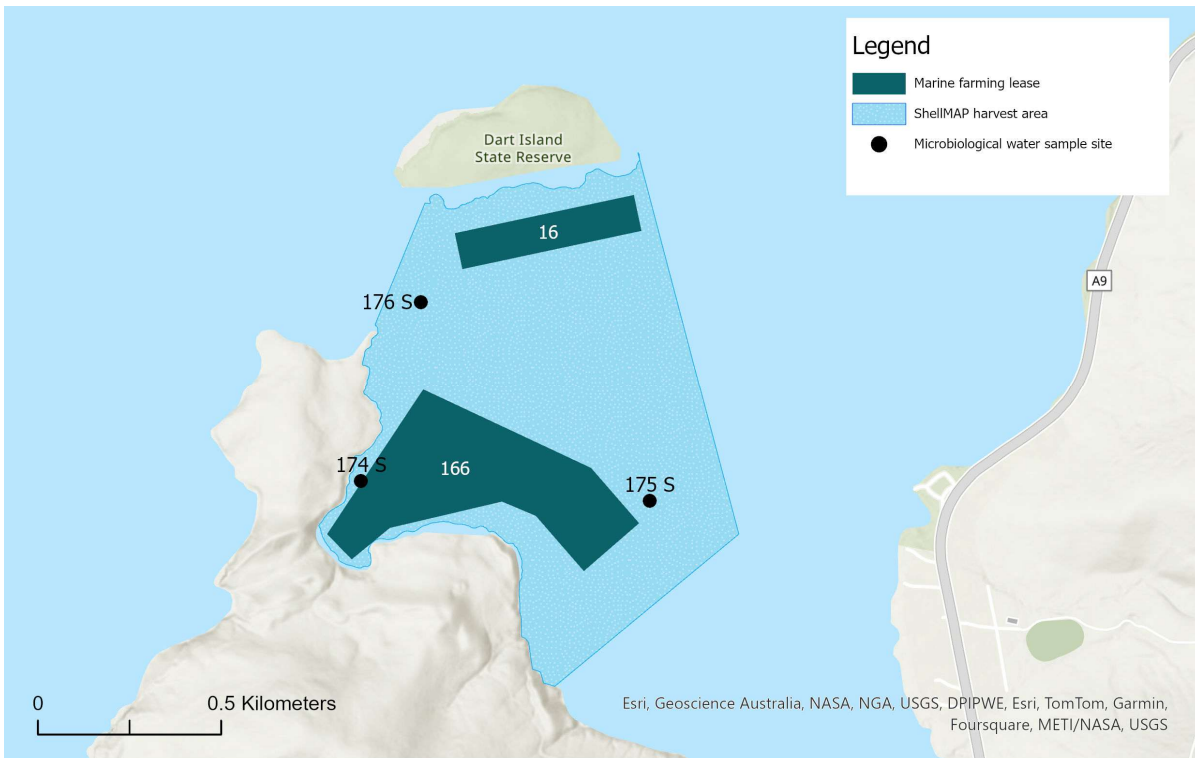 Legend
Marine farming lease
ShellMAP harvest area
Microbiological water sample site
Dart Island
State Reserve
16
A9
176 S
174 S
166
175 S
0
0.5 Kilometers
Esri, Geoscience Australia, NASA, NGA, USGS, DPIPWE, Esri, TomTom, Garmin,
Foursquare, METI/NASA, USGS